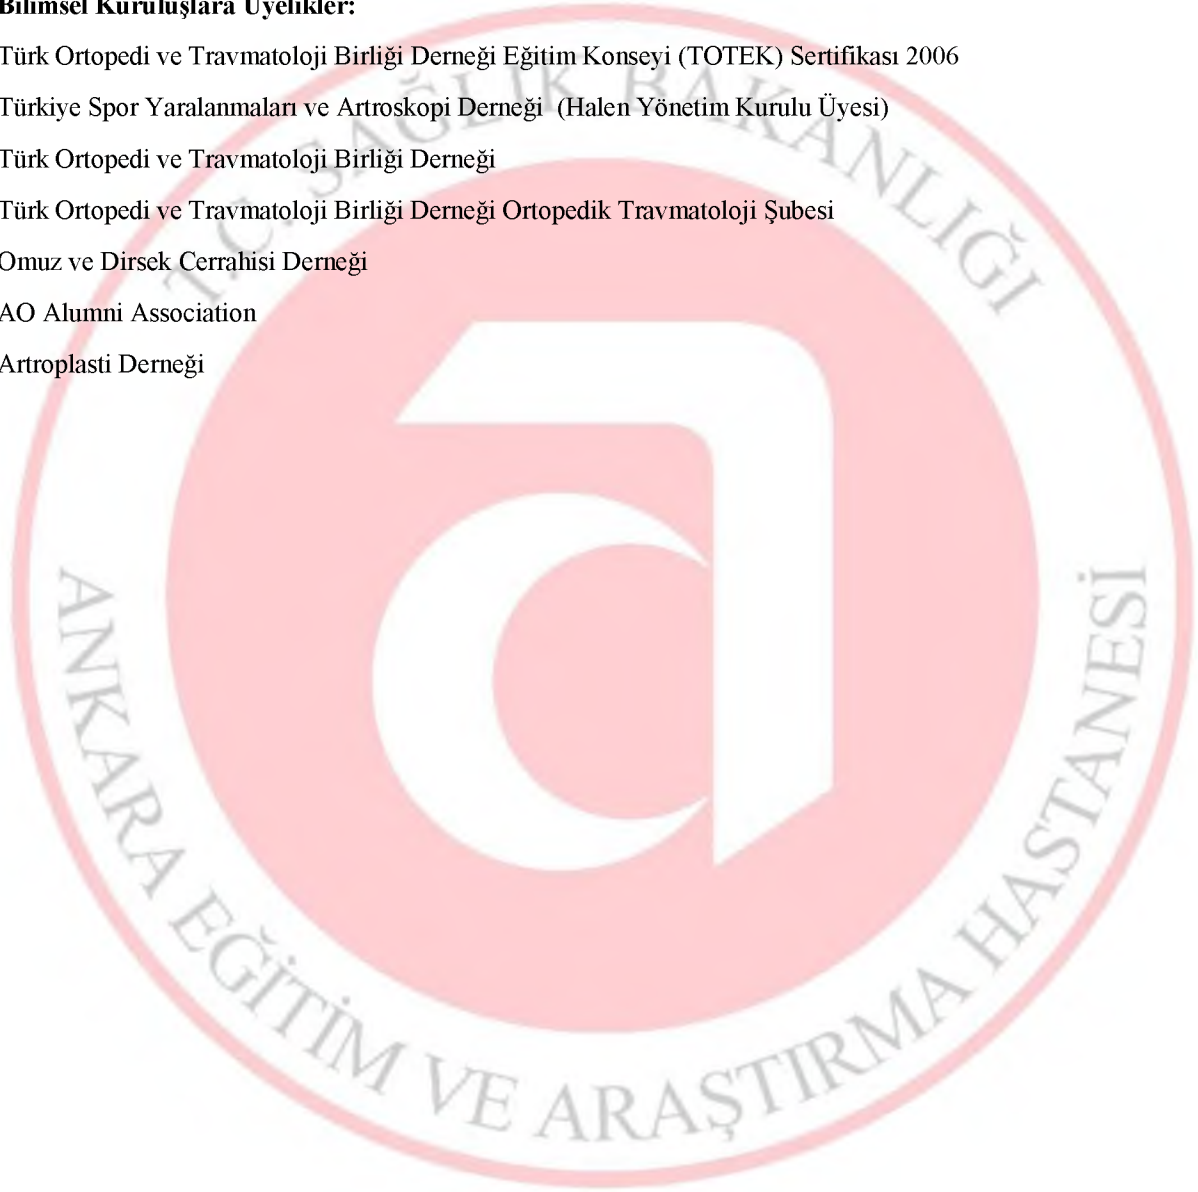 Bilimsel Kuruluşlara Üyelikler:
Türk Ortopedi ve Travmatoloji Birliği Derneği Eğitim Konseyi (TOTEK) Sertifikası 2006
Türkiye Spor Yaralanmaları ve Artroskopi Derneği  (Halen Yönetim Kurulu Üyesi)
Türk Ortopedi ve Travmatoloji Birliği Derneği
Türk Ortopedi ve Travmatoloji Birliği Derneği Ortopedik Travmatoloji Şubesi
Omuz ve Dirsek Cerrahisi Derneği
AO Alumni Association
Artroplasti Derneği
T.C. SAĞLIK BAKANLIĞI
ANKARA EĞİTİM VE ARAŞTIRMA HASTANESİ